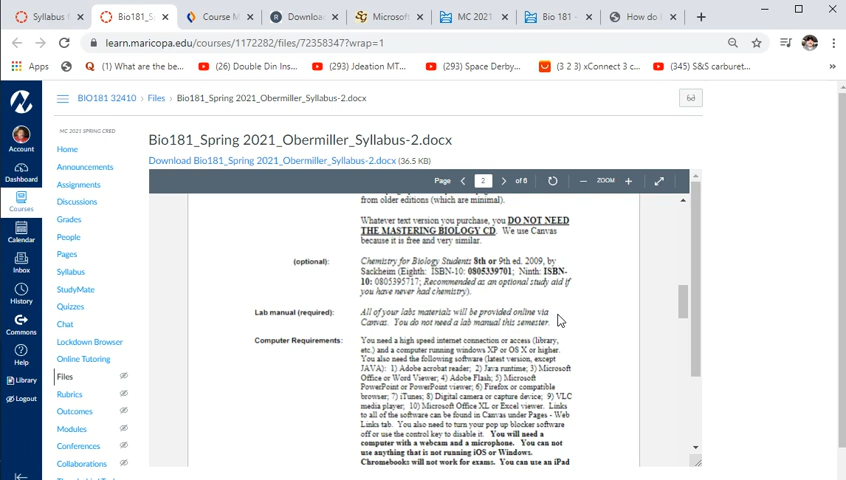 Syllabus
Bio181_S
Course M
Download
Microsof
MC 2021
Bio 181 -
How do I
learn.maricopa.edu/courses/1172282/files/72358347?wrap=1
Apps
(1) What are the be...
(26) Double Din Ins...
(293) Jdeation MT...
(293) Space Derby...
(3 2 3) xConnect 3 c...
(345) S&S carburet...
BIO181 32410 › Files › Bio181_Spring 2021_Obermiller_Syllabus-2.docx
MC 2021 SPRING CRED
Account
Dashboard
Courses
Calendar
Inbox
History
Commons
Help
Library
Logout
Home
Announcements
Assignments
Discussions
Grades
People
Pages
Syllabus
StudyMate
Quizzes
Chat
Lockdown Browser
Online Tutoring
Files
Rubrics
Outcomes
Modules
Conferences
Collaborations
Bio181_Spring 2021_Obermiller_Syllabus-2.docx
Download Bio181_Spring 2021_Obermiller_Syllabus-2.docx (36.5 KB)
Page 2 of 6 ZOOM
from older editions (which are minimal).
Whatever text version you purchase, you DO NOT NEED
THE MASTERING BIOLOGY CD. We use Canvas
because it is free and very similar.
(optional): Chemistry for Biology Students 8th or 9th ed. 2009, by
Sackheim (Eighth: ISBN-10: 0805339701; Ninth: ISBN-
10: 0805395717; Recommended as an optional study aid if
you have never had chemistry).
Lab manual (required): All of your labs materials will be provided online via
Canvas. You do not need a lab manual this semester.
Computer Requirements: You need a high speed internet connection or access (library,
etc.) and a computer running windows XP or OS X or higher.
You also need the following software (latest version, except
JAVA): 1) Adobe acrobat reader; 2) Java runtime; 3) Microsoft
Office or Word Viewer; 4) Adobe Flash; 5) Microsoft
PowerPoint or PowerPoint viewer; 6) Firefox or compatible
browser; 7) iTunes; 8) Digital camera or capture device; 9) VLC
media player; 10) Microsoft Office XL or Excel viewer. Links
to all of the software can be found in Canvas under Pages - Web
Links tab. You also need to turn your pop up blocker software
off or use the control key to disable it. You will need a
computer with a webcam and a microphone. You can not
use anything that is not running iOS or Windows.
Chromebooks will not work for exams. You can use an iPad